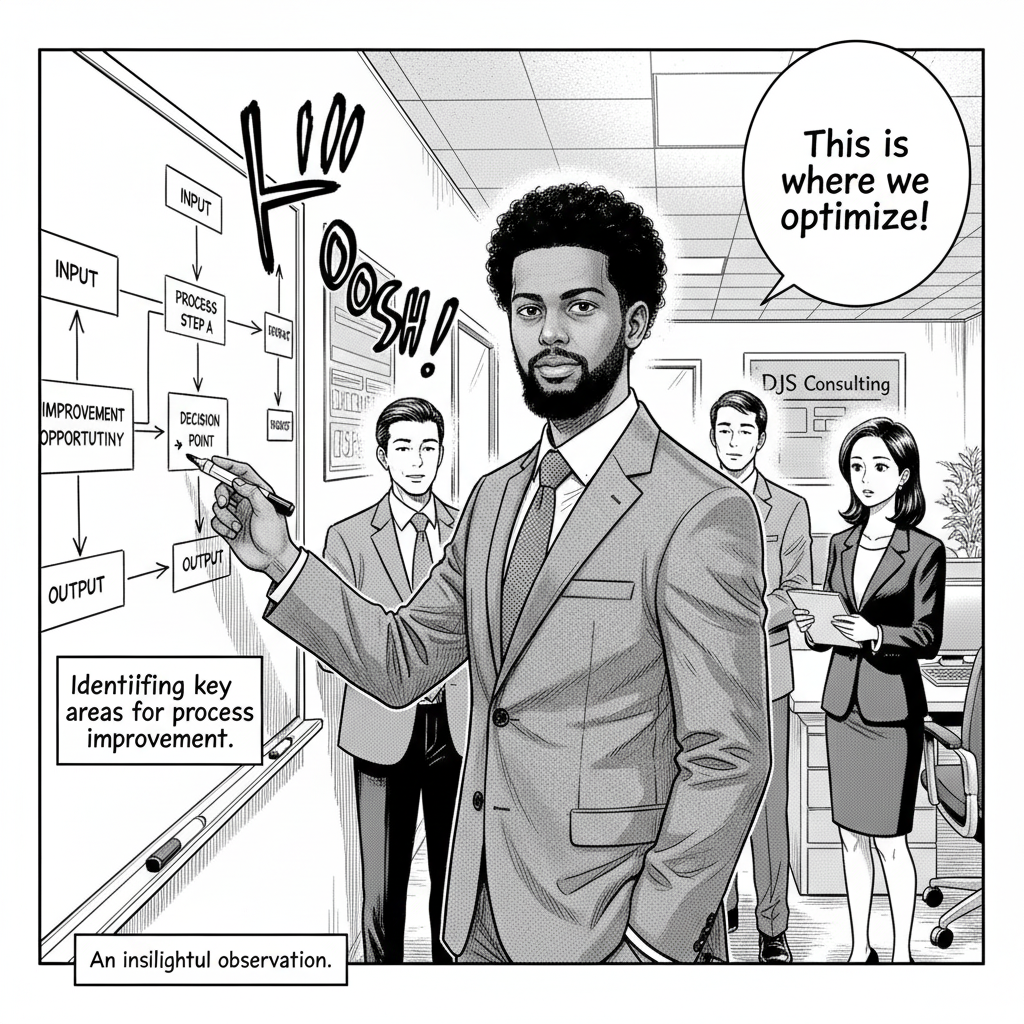 This is
where we
optimize!
OOSH!
DJS Consulting
INPUT
INPUT
PROCESS
STEP A
IMPROVEMENT
OPPORTUTINY
DECISION
POINT
OUTPUT
OUTPUT
Identiifing key
areas for process
improvement.
An insilightul observation.